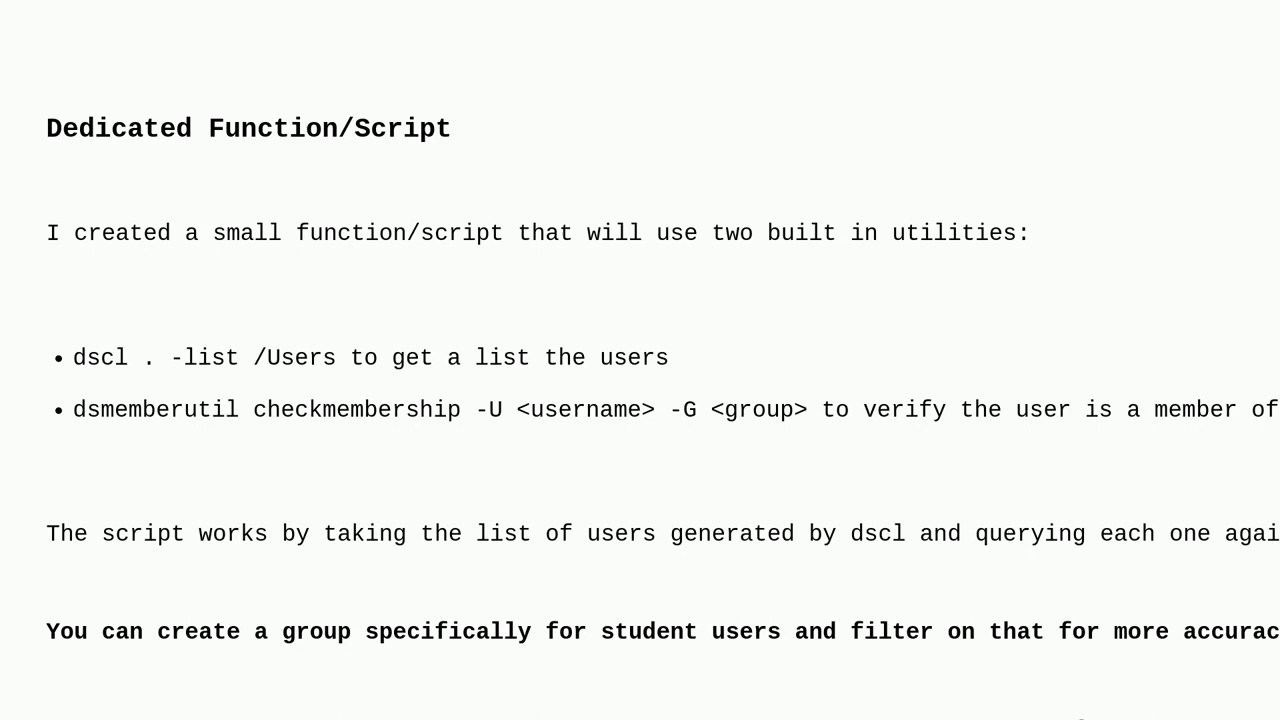 Dedicated Function/Script
I created a small function/script that will use two built in utilities:
• dscl . -list /Users to get a list the users
• dsmemberutil checkmembership -U <username> -G <group> to verify the user is a member of
The script works by taking the list of users generated by dscl and querying each one agai
You can create a group specifically for student users and filter on that for more accurac